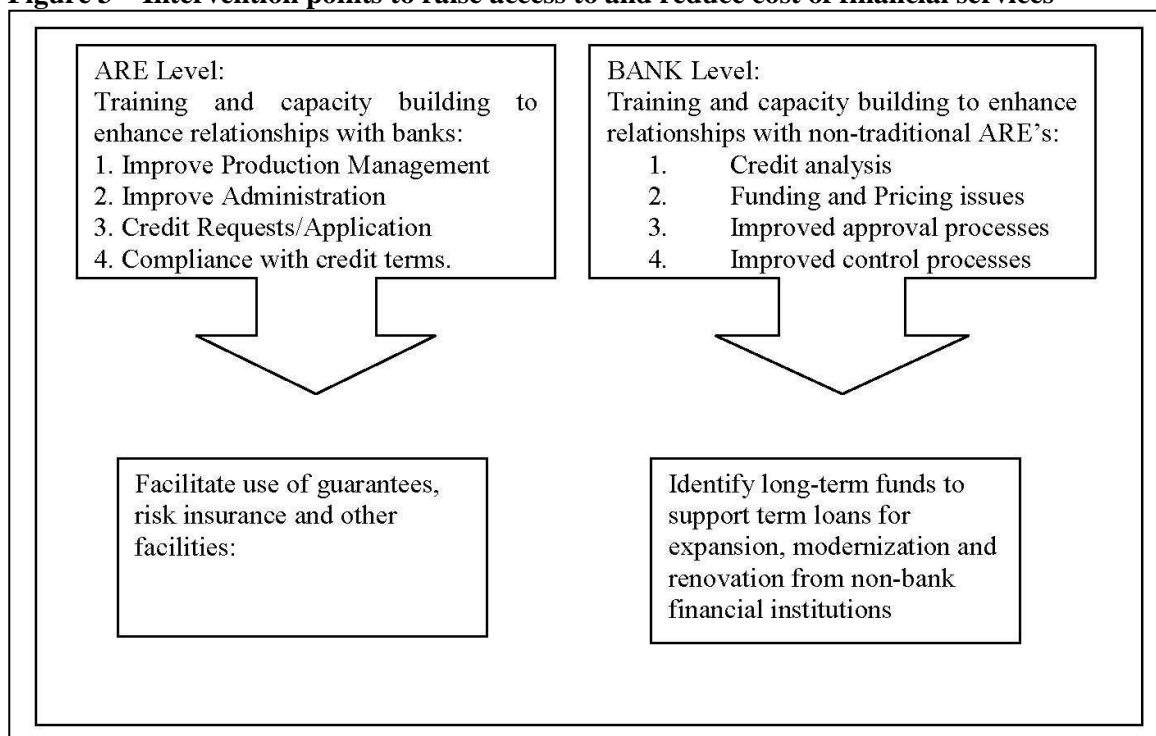 Figure 3 – Intervention points to raise access to and reduce cost of financial services
ARE Level:
Training and capacity building to
enhance relationships with banks:
1. Improve Production Management
2. Improve Administration
3. Credit Requests/Application
4. Compliance with credit terms.
BANK Level:
Training and capacity building to enhance
relationships with non-traditional ARE's:
1. Credit analysis
2. Funding and Pricing issues
3. Improved approval processes
4. Improved control processes
Facilitate use of guarantees,
risk insurance and other
facilities:
Identify long-term funds to
support term loans for
expansion, modernization and
renovation from non-bank
financial institutions